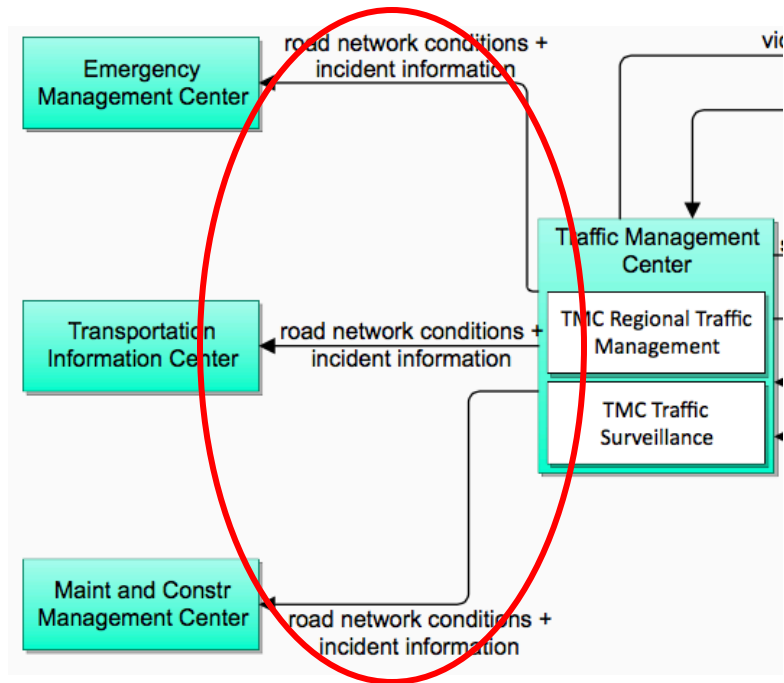 road network conditions +
incident information
Emergency
Management Center
Traffic Management
Center
TMC Regional Traffic
Management
TMC Traffic
Surveillance
Transportation
Information Center
road network conditions +
incident information
Maint and Constr
Management Center
road network conditions +
incident information